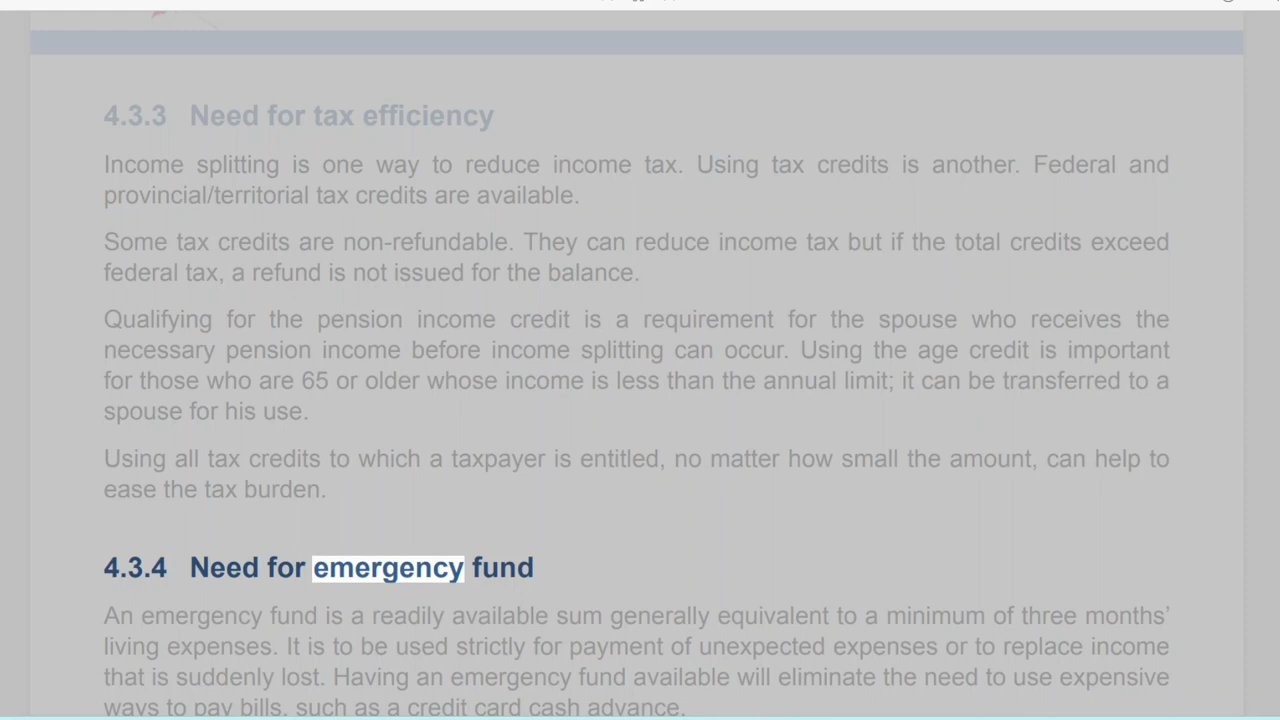 4.3.3 Need for tax efficiency
Income splitting is one way to reduce income tax. Using tax credits is another. Federal and
provincial/territorial tax credits are available.
Some tax credits are non-refundable. They can reduce income tax but if the total credits exceed
federal tax, a refund is not issued for the balance.
Qualifying for the pension income credit is a requirement for the spouse who receives the
necessary pension income before income splitting can occur. Using the age credit is important
for those who are 65 or older whose income is less than the annual limit; it can be transferred to a
spouse for his use.
Using all tax credits to which a taxpayer is entitled, no matter how small the amount, can help to
ease the tax burden.
4.3.4 Need for emergency fund
An emergency fund is a readily available sum generally equivalent to a minimum of three months’
living expenses. It is to be used strictly for payment of unexpected expenses or to replace income
that is suddenly lost. Having an emergency fund available will eliminate the need to use expensive
ways to pay bills, such as a credit card cash advance.